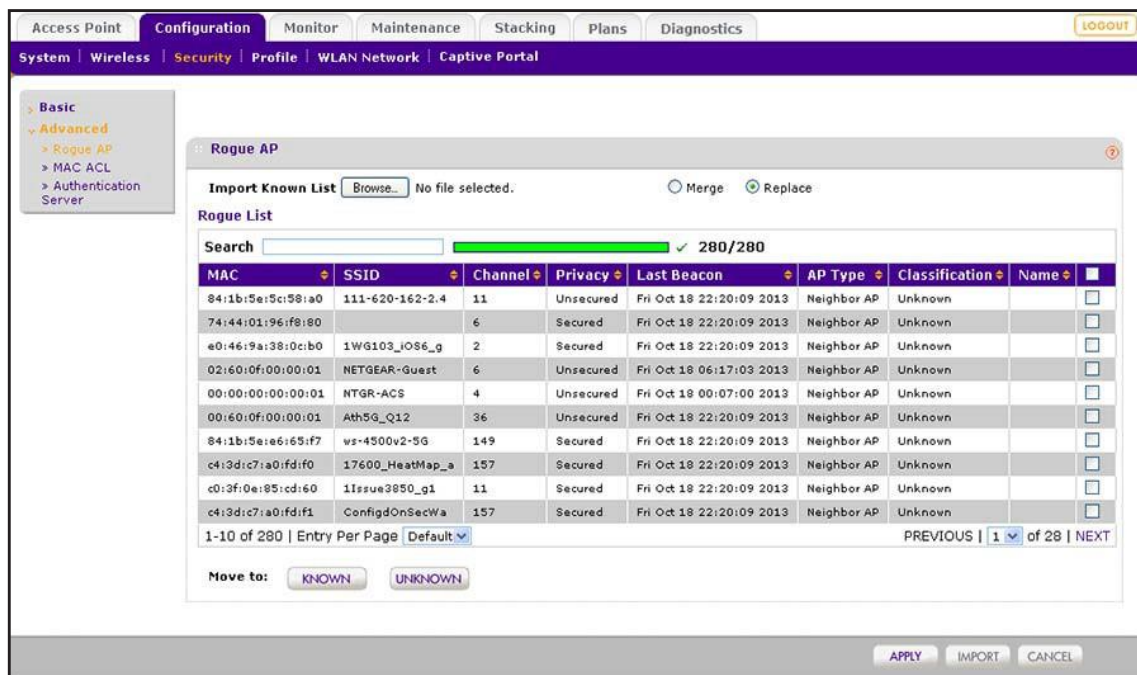 Access Point Configuration Monitor Maintenance Stacking Plans Diagnostics LOGOUT
System | Wireless | Security | Profile | WLAN Network | Captive Portal
Basic
Advanced
» Rogue AP
» MAC ACL
» Authentication
Server
Rogue AP ?
Import Known List Browse... No file selected. Merge Replace
Rogue List
Search ✓ 280/280
MAC SSID Channel Privacy Last Beacon AP Type Classification Name
84:1b:5e:5c:58:a0 111-620-162-2.4 11 Unsecured Fri Oct 18 22:20:09 2013 Neighbor AP Unknown
74:44:01:96:f8:80 6 Secured Fri Oct 18 22:20:09 2013 Neighbor AP Unknown
e0:46:9a:38:0c:b0 1WG103_iOS6_g 2 Secured Fri Oct 18 22:20:09 2013 Neighbor AP Unknown
02:60:0f:00:00:01 NETGEAR-Guest 6 Unsecured Fri Oct 18 06:17:03 2013 Neighbor AP Unknown
00:00:00:00:00:01 NTGR-ACS 4 Unsecured Fri Oct 18 00:07:00 2013 Neighbor AP Unknown
00:60:0f:00:00:01 Ath5G_Q12 36 Unsecured Fri Oct 18 22:20:09 2013 Neighbor AP Unknown
84:1b:5e:e6:65:f7 ws-4500v2-5G 149 Secured Fri Oct 18 22:20:09 2013 Neighbor AP Unknown
c4:3d:c7:a0:fd:f0 17600_HeatMap_a 157 Secured Fri Oct 18 22:20:09 2013 Neighbor AP Unknown
c0:3f:0e:85:cd:60 1Issue3850_g1 11 Secured Fri Oct 18 22:20:09 2013 Neighbor AP Unknown
c4:3d:c7:a0:fd:f1 ConfigdOnSecWa 157 Secured Fri Oct 18 22:20:09 2013 Neighbor AP Unknown
1-10 of 280 | Entry Per Page Default PREVIOUS | 1 of 28 | NEXT
Move to: KNOWN UNKNOWN
APPLY IMPORT CANCEL